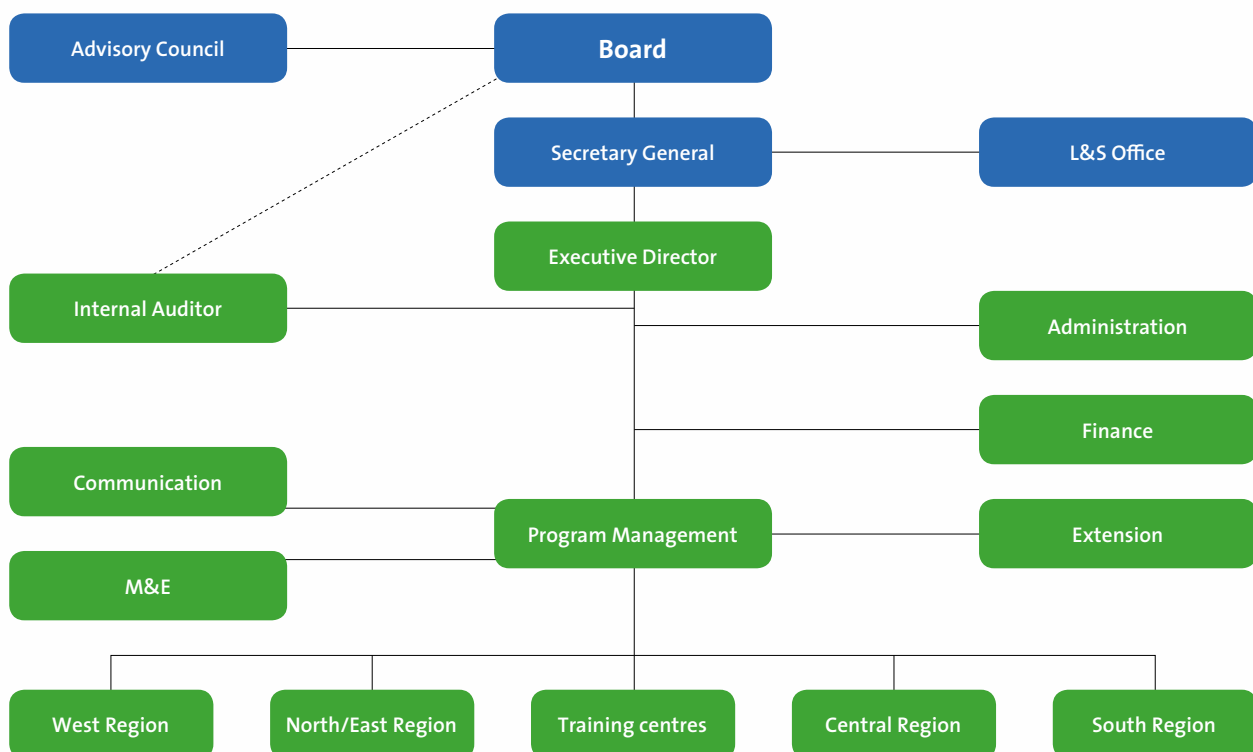 Advisory Council
Board
Secretary General
L&S Office
Executive Director
Internal Auditor
Administration
Finance
Communication
Program Management
Extension
M&E
West Region
North/East Region
Training centres
Central Region
South Region